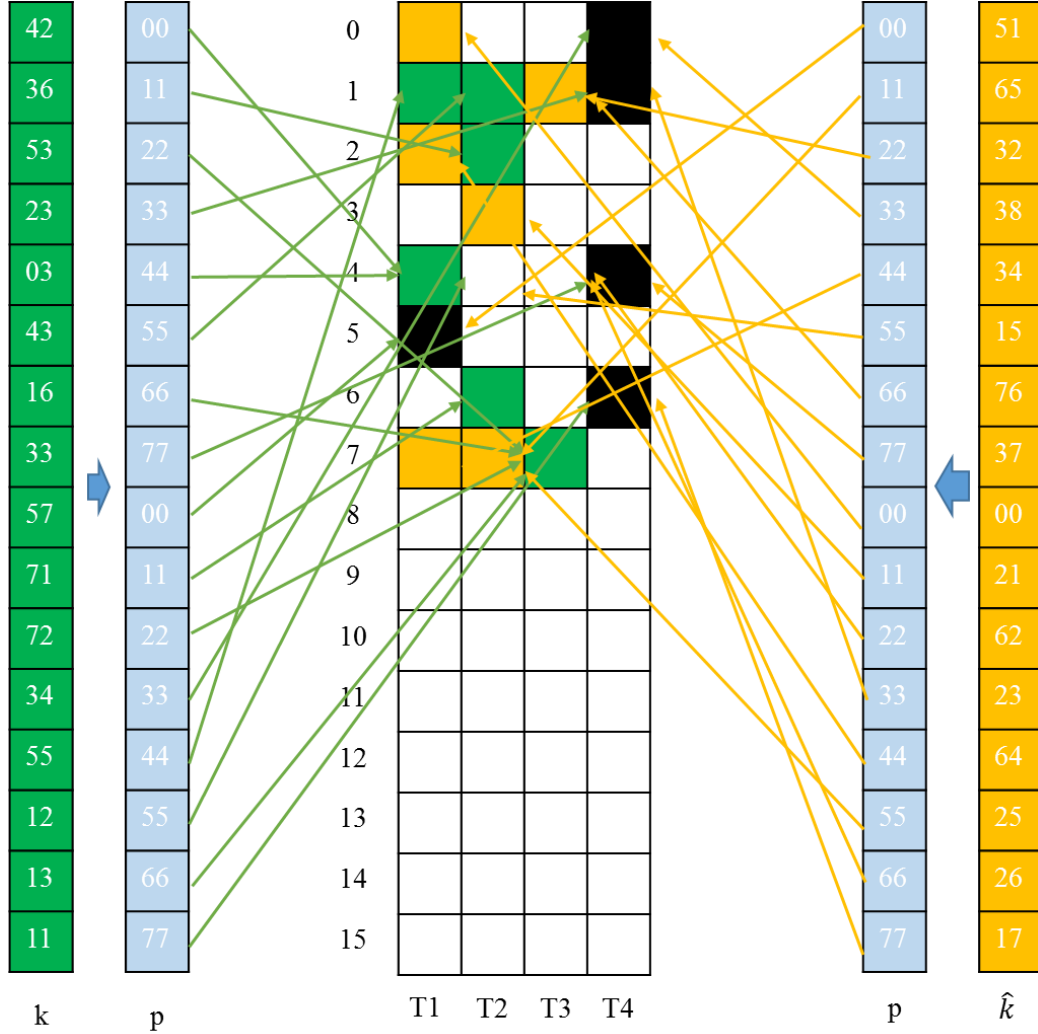 42 00 0 00 51
36 11 1 11 65
53 22 2 22 32
23 33 3 33 38
03 44 4 44 34
43 55 5 55 15
16 66 6 66 76
33 77 7 77 37
57 00 8 00 00
71 11 9 11 21
72 22 10 22 62
34 33 11 33 23
55 44 12 44 64
12 55 13 55 25
13 66 14 66 26
11 77 15 77 17
k p T1 T2 T3 T4 p k̂